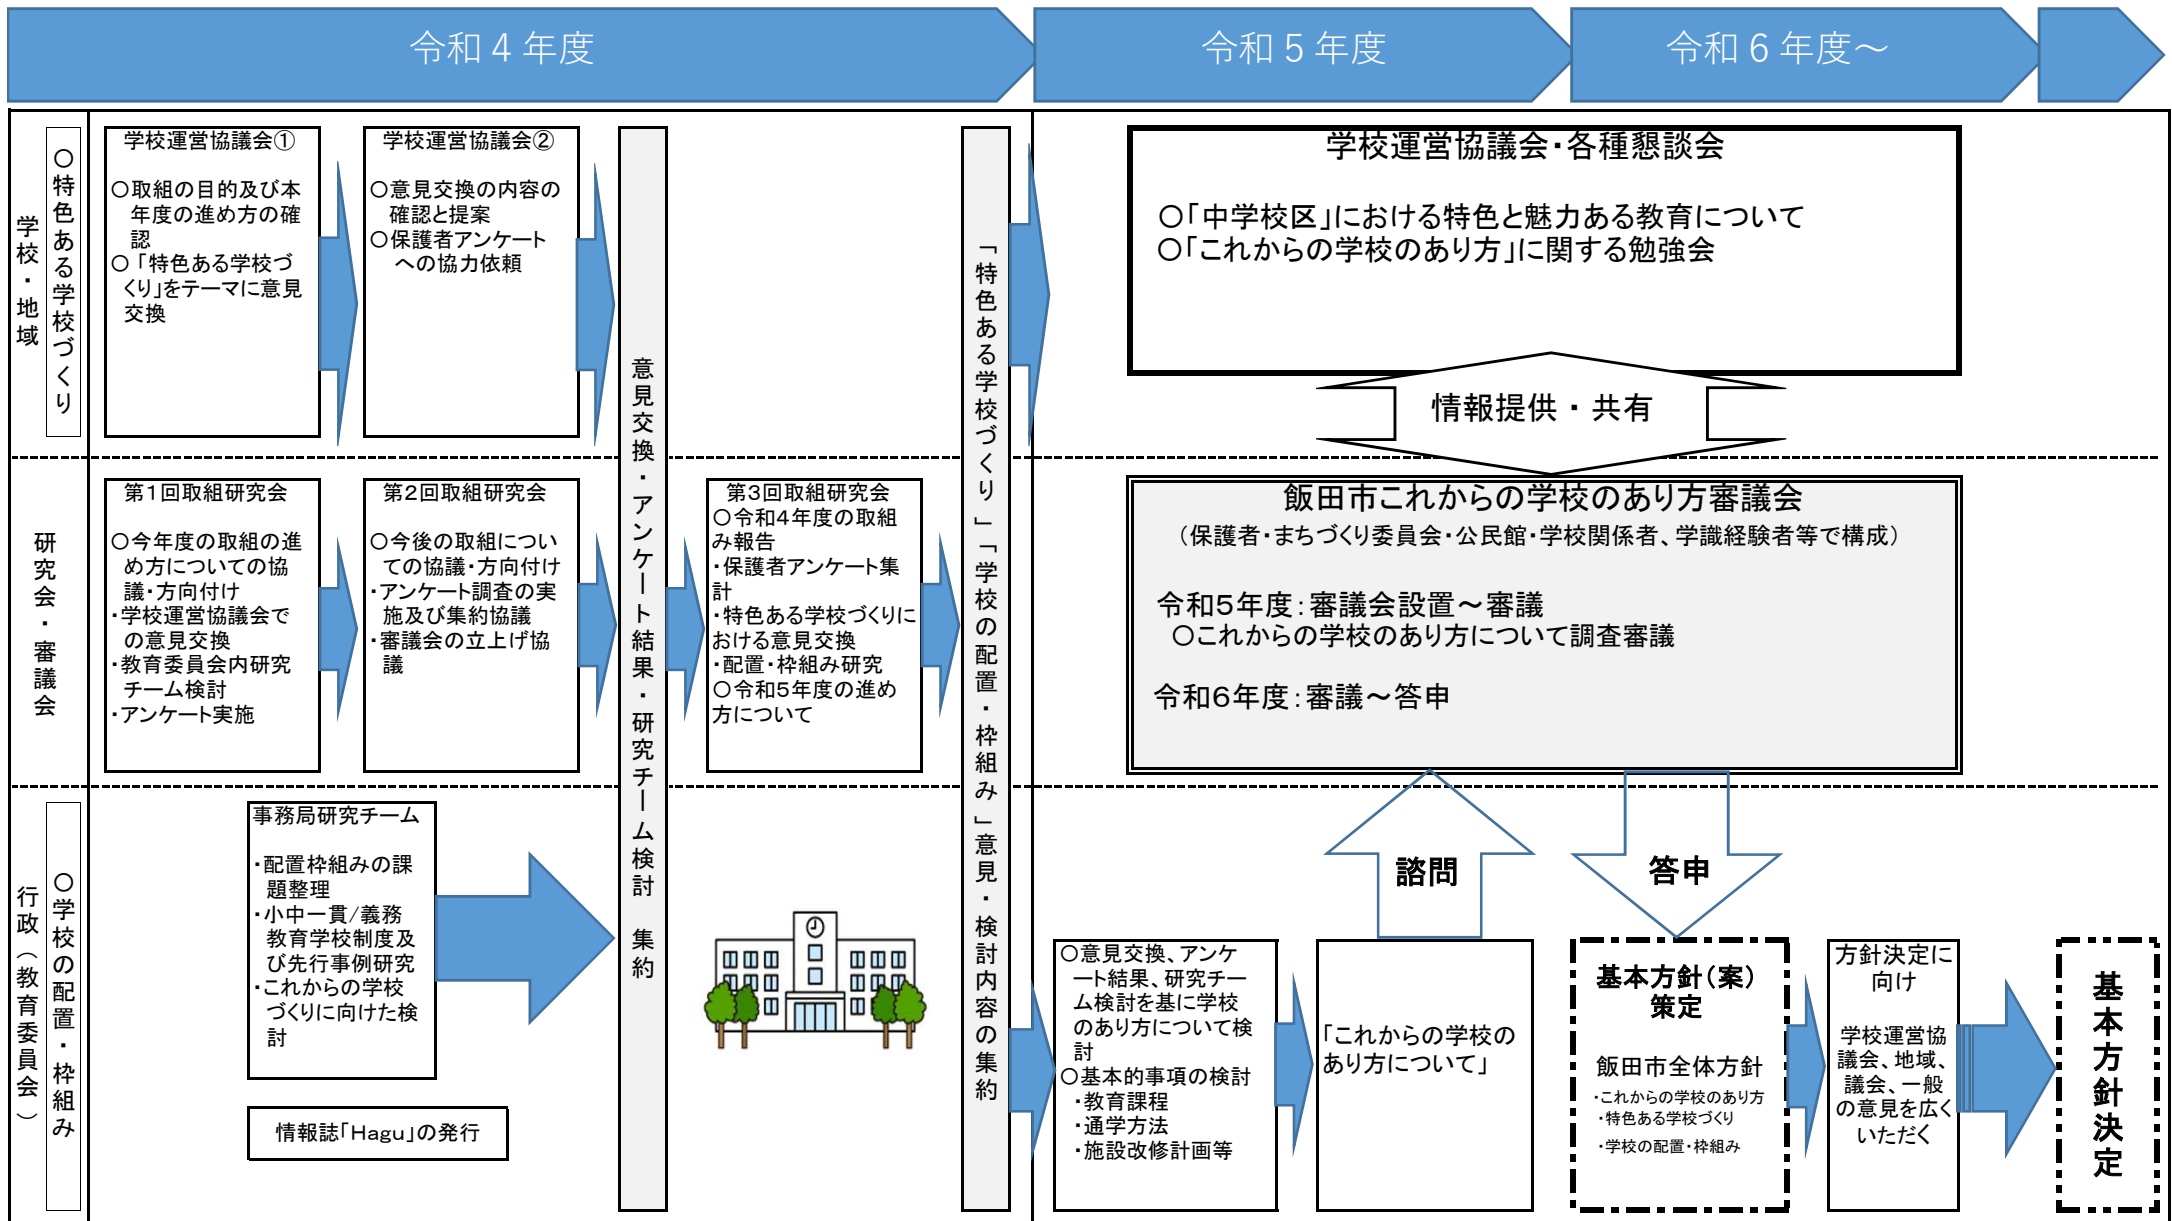 令和４年度
令和５年度
令和６年度～
学校・地域
○特色ある学校づくり
学校運営協議会①
○取組の目的及び本
年度の進め方の確
認
○「特色ある学校づ
くり」をテーマに意見
交換
学校運営協議会②
○意見交換の内容の
確認と提案
○保護者アンケート
への協力依頼
意見交換・アンケート結果・研究チーム検討　集約
「特色ある学校づくり」「学校の配置・枠組み」意見・検討内容の集約
学校運営協議会・各種懇談会
○「中学校区」における特色と魅力ある教育について
○「これからの学校のあり方」に関する勉強会
情報提供・共有
研究会・審議会
第１回取組研究会
○今年度の取組の進
め方についての協
議・方向付け
・学校運営協議会で
の意見交換
・教育委員会内研究
チーム検討
・アンケート実施
第２回取組研究会
○今後の取組につい
ての協議・方向付け
・アンケート調査の実
施及び集約協議
・審議会の立上げ協
議
第３回取組研究会
○令和４年度の取組
み報告
・保護者アンケート集
計
・特色ある学校づくりに
おける意見交換
・配置・枠組み研究
○令和５年度の進め
方について
飯田市これからの学校のあり方審議会
（保護者・まちづくり委員会・公民館・学校関係者、学識経験者等で構成）
令和５年度：審議会設置～審議
○これからの学校のあり方について調査審議
令和６年度：審議～答申
行政（教育委員会）
○学校の配置・枠組み
事務局研究チーム
・配置枠組みの課
題整理
・小中一貫/義務
教育学校制度及
び先行事例研究
・これからの学校
づくりに向けた検
討
情報誌「Ｈａｇｕ」の発行
○意見交換、アンケ
ート結果、研究チー
ム検討を基に学校
のあり方について検
討
○基本的事項の検討
・教育課程
・通学方法
・施設改修計画等
諮問
「これからの学校の
あり方について」
答申
基本方針（案）
策定
飯田市全体方針
・これからの学校のあり方
・特色ある学校づくり
・学校の配置・枠組み
方針決定に
向け
学校運営協
議会、地域、
議会、一般
の意見を広く
いただく
基本方針決定